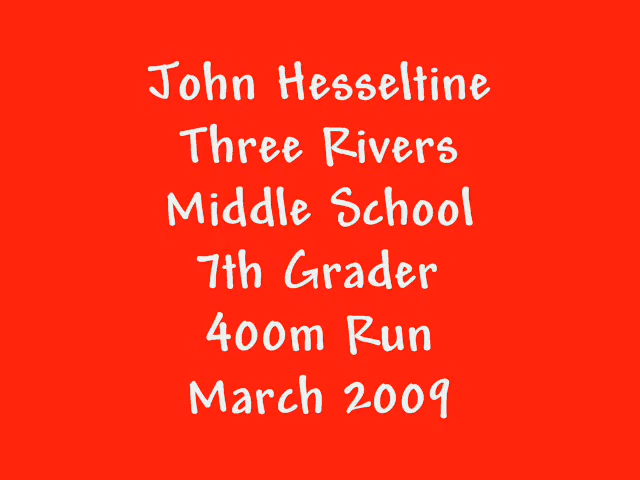 John Hesseltine
Three Rivers
Middle School
7th Grader
400m Run
March 2009